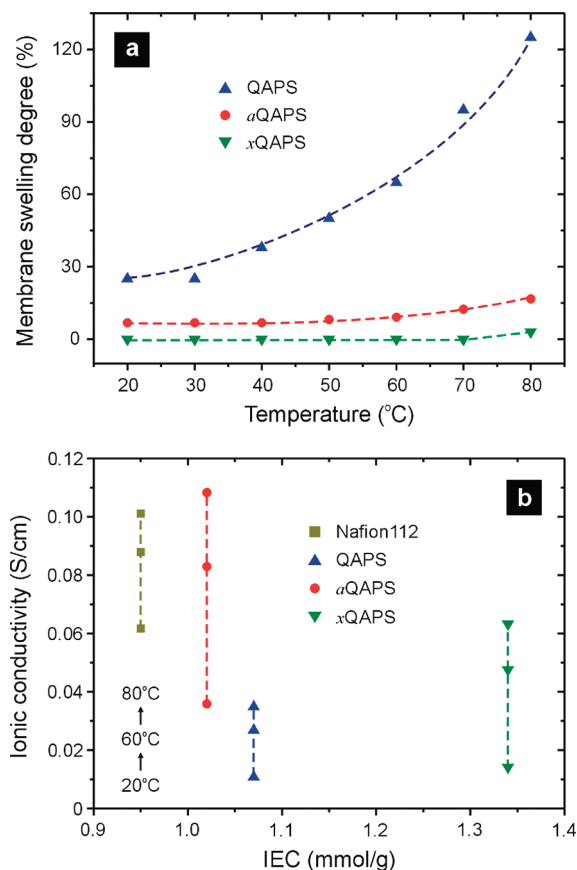 a
Membrane swelling degree (%)
120
90
60
30
0
QAPS
aQAPS
xQAPS
20 30 40 50 60 70 80
Temperature (°C)
b
Ionic conductivity (S/cm)
0.12
0.10
0.08
0.06
0.04
0.02
0
Nafion112
QAPS
aQAPS
xQAPS
80°C
60°C
20°C
0.9 1.0 1.1 1.2 1.3 1.4
IEC (mmol/g)